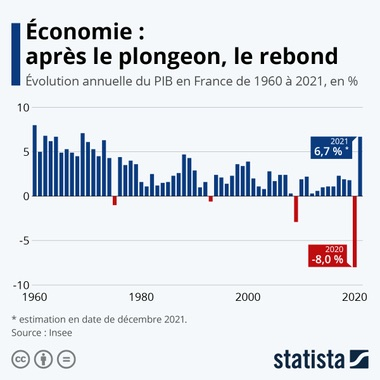 Économie :
après le plongeon, le rebond
Évolution annuelle du PIB en France de 1960 à 2021, en %
10
5
0
-5
-10
2021
6,7 % *
2020
-8,0 %
1960
1980
2000
2020
* estimation en date de décembre 2021.
Source : Insee
cc
statista